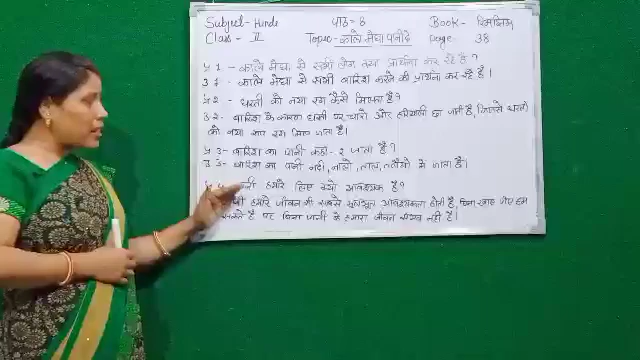 Subject - Hindi पाठ = 8 Book - रिमझिम
Class - II Topic - काले मेघा पानी दे Page - 38
प्र 1 - काले मेघा से सभी लोग क्या प्रार्थना कर रहे है?
उ 1 - काले मेघा से सभी बारिश करने की प्रार्थना कर रहे है।
प्र 2 - धरती को नया रूप कैसे मिलता है?
उ 2 - बारिश के कारण धरती पर चारो ओर हरियाली छा जाती है, जिससे धरती
को नया रूप मिल जाता है।
प्र 3 - बारिश का पानी कहाँ - 2 जाता है?
उ 3 - बारिश का पानी नदी, नालो, में जाता है।
हमारे लिए क्यो आवश्यक है?
हमारे जीवन की सबसे आवश्यकता होती है, बिना खाए पिए हम
सकते है पर बिना पानी के हमारा जीवन संभव नही है।